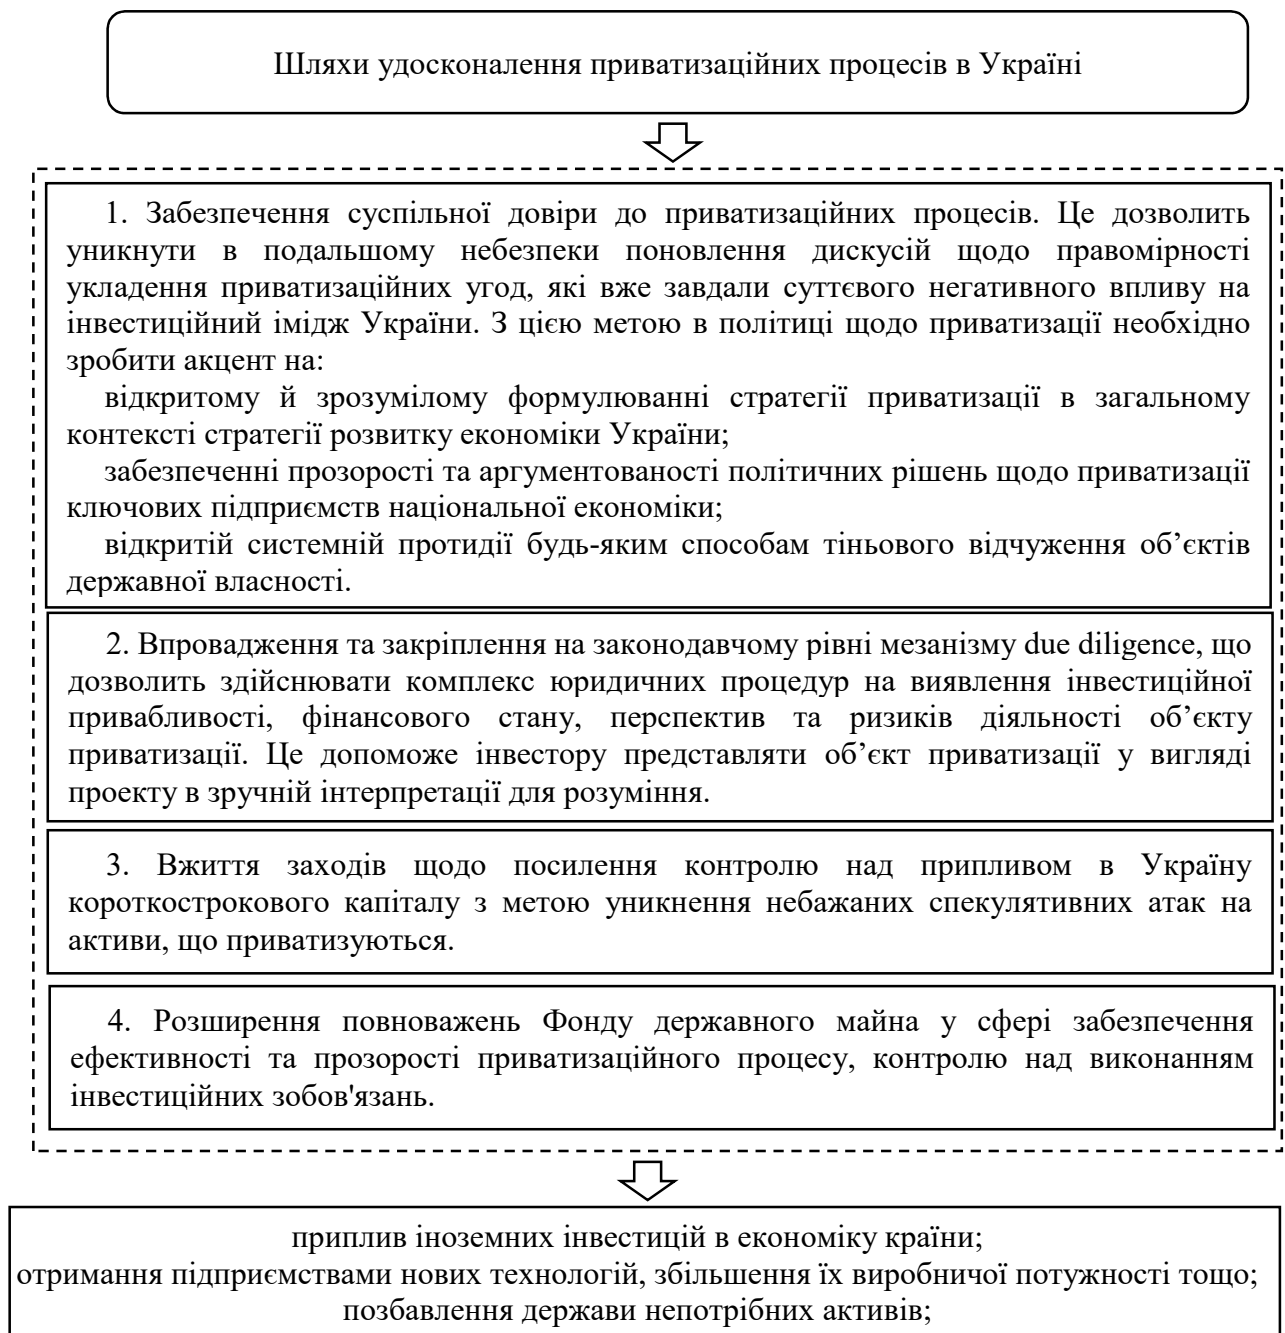 Шляхи удосконалення приватизаційних процесів в Україні
1. Забезпечення суспільної довіри до приватизаційних процесів. Це дозволить
уникнути в подальшому небезпеки поновлення дискусій щодо правомірності
укладення приватизаційних угод, які вже завдали суттєвого негативного впливу на
інвестиційний імідж України. З цією метою в політиці щодо приватизації необхідно
зробити акцент на:
відкритому й зрозумілому формулюванні стратегії приватизації в загальному
контексті стратегії розвитку економіки України;
забезпеченні прозорості та аргументованості політичних рішень щодо приватизації
ключових підприємств національної економіки;
відкритій системній протидії будь-яким способам тіньового відчуження об’єктів
державної власності.
2. Впровадження та закріплення на законодавчому рівні мезанізму due diligence, що
дозволить здійснювати комплекс юридичних процедур на виявлення інвестиційної
привабливості, фінансового стану, перспектив та ризиків діяльності об’єкту
приватизації. Це допоможе інвестору представляти об’єкт приватизації у вигляді
проекту в зручній інтерпретації для розуміння.
3. Вжиття заходів щодо посилення контролю над припливом в Україну
короткострокового капіталу з метою уникнення небажаних спекулятивних атак на
активи, що приватизуються.
4. Розширення повноважень Фонду державного майна у сфері забезпечення
ефективності та прозорості приватизаційного процесу, контролю над виконанням
інвестиційних зобов'язань.
приплив іноземних інвестицій в економіку країни;
отримання підприємствами нових технологій, збільшення їх виробничої потужності тощо;
позбавлення держави непотрібних активів;